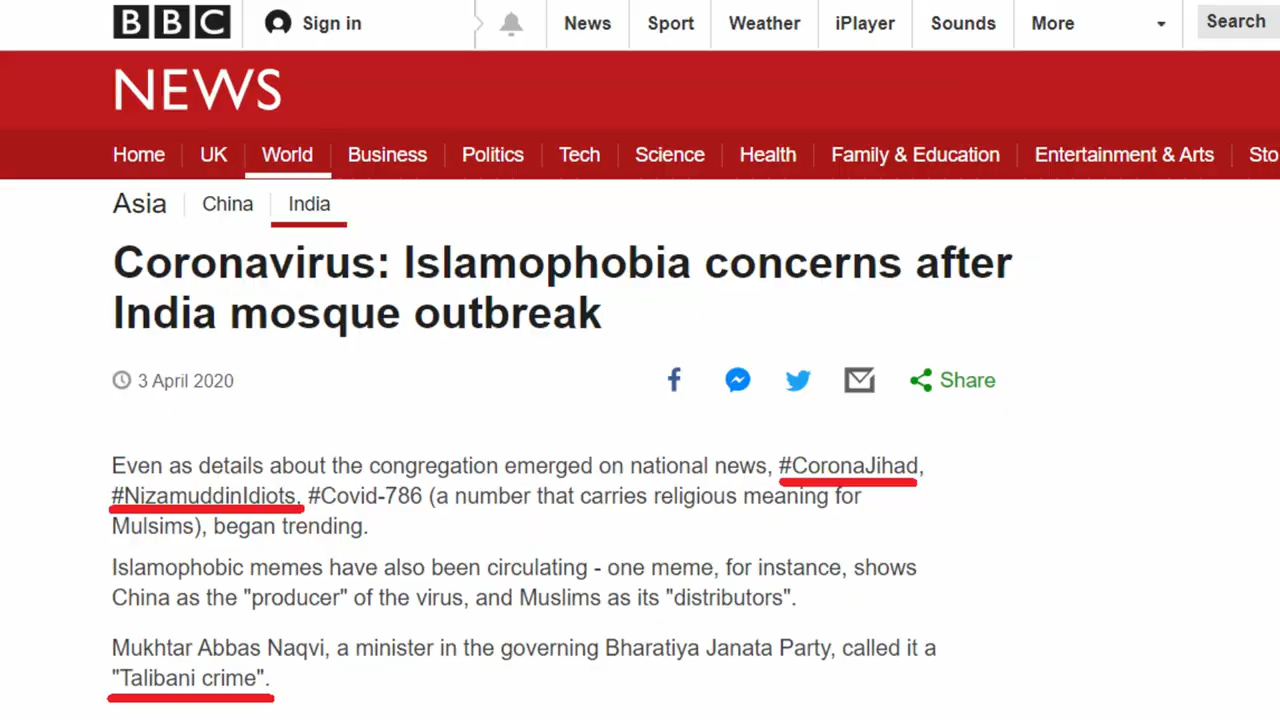 BBC Sign in News Sport Weather iPlayer Sounds More Search
NEWS
Home UK World Business Politics Tech Science Health Family & Education Entertainment & Arts Sto
Asia China India
Coronavirus: Islamophobia concerns after
India mosque outbreak
3 April 2020 Share
Even as details about the congregation emerged on national news, #CoronaJihad,
#NizamuddinIdiots, #Covid-786 (a number that carries religious meaning for
Mulsims), began trending.
Islamophobic memes have also been circulating - one meme, for instance, shows
China as the "producer" of the virus, and Muslims as its "distributors".
Mukhtar Abbas Naqvi, a minister in the governing Bharatiya Janata Party, called it a
"Talibani crime".